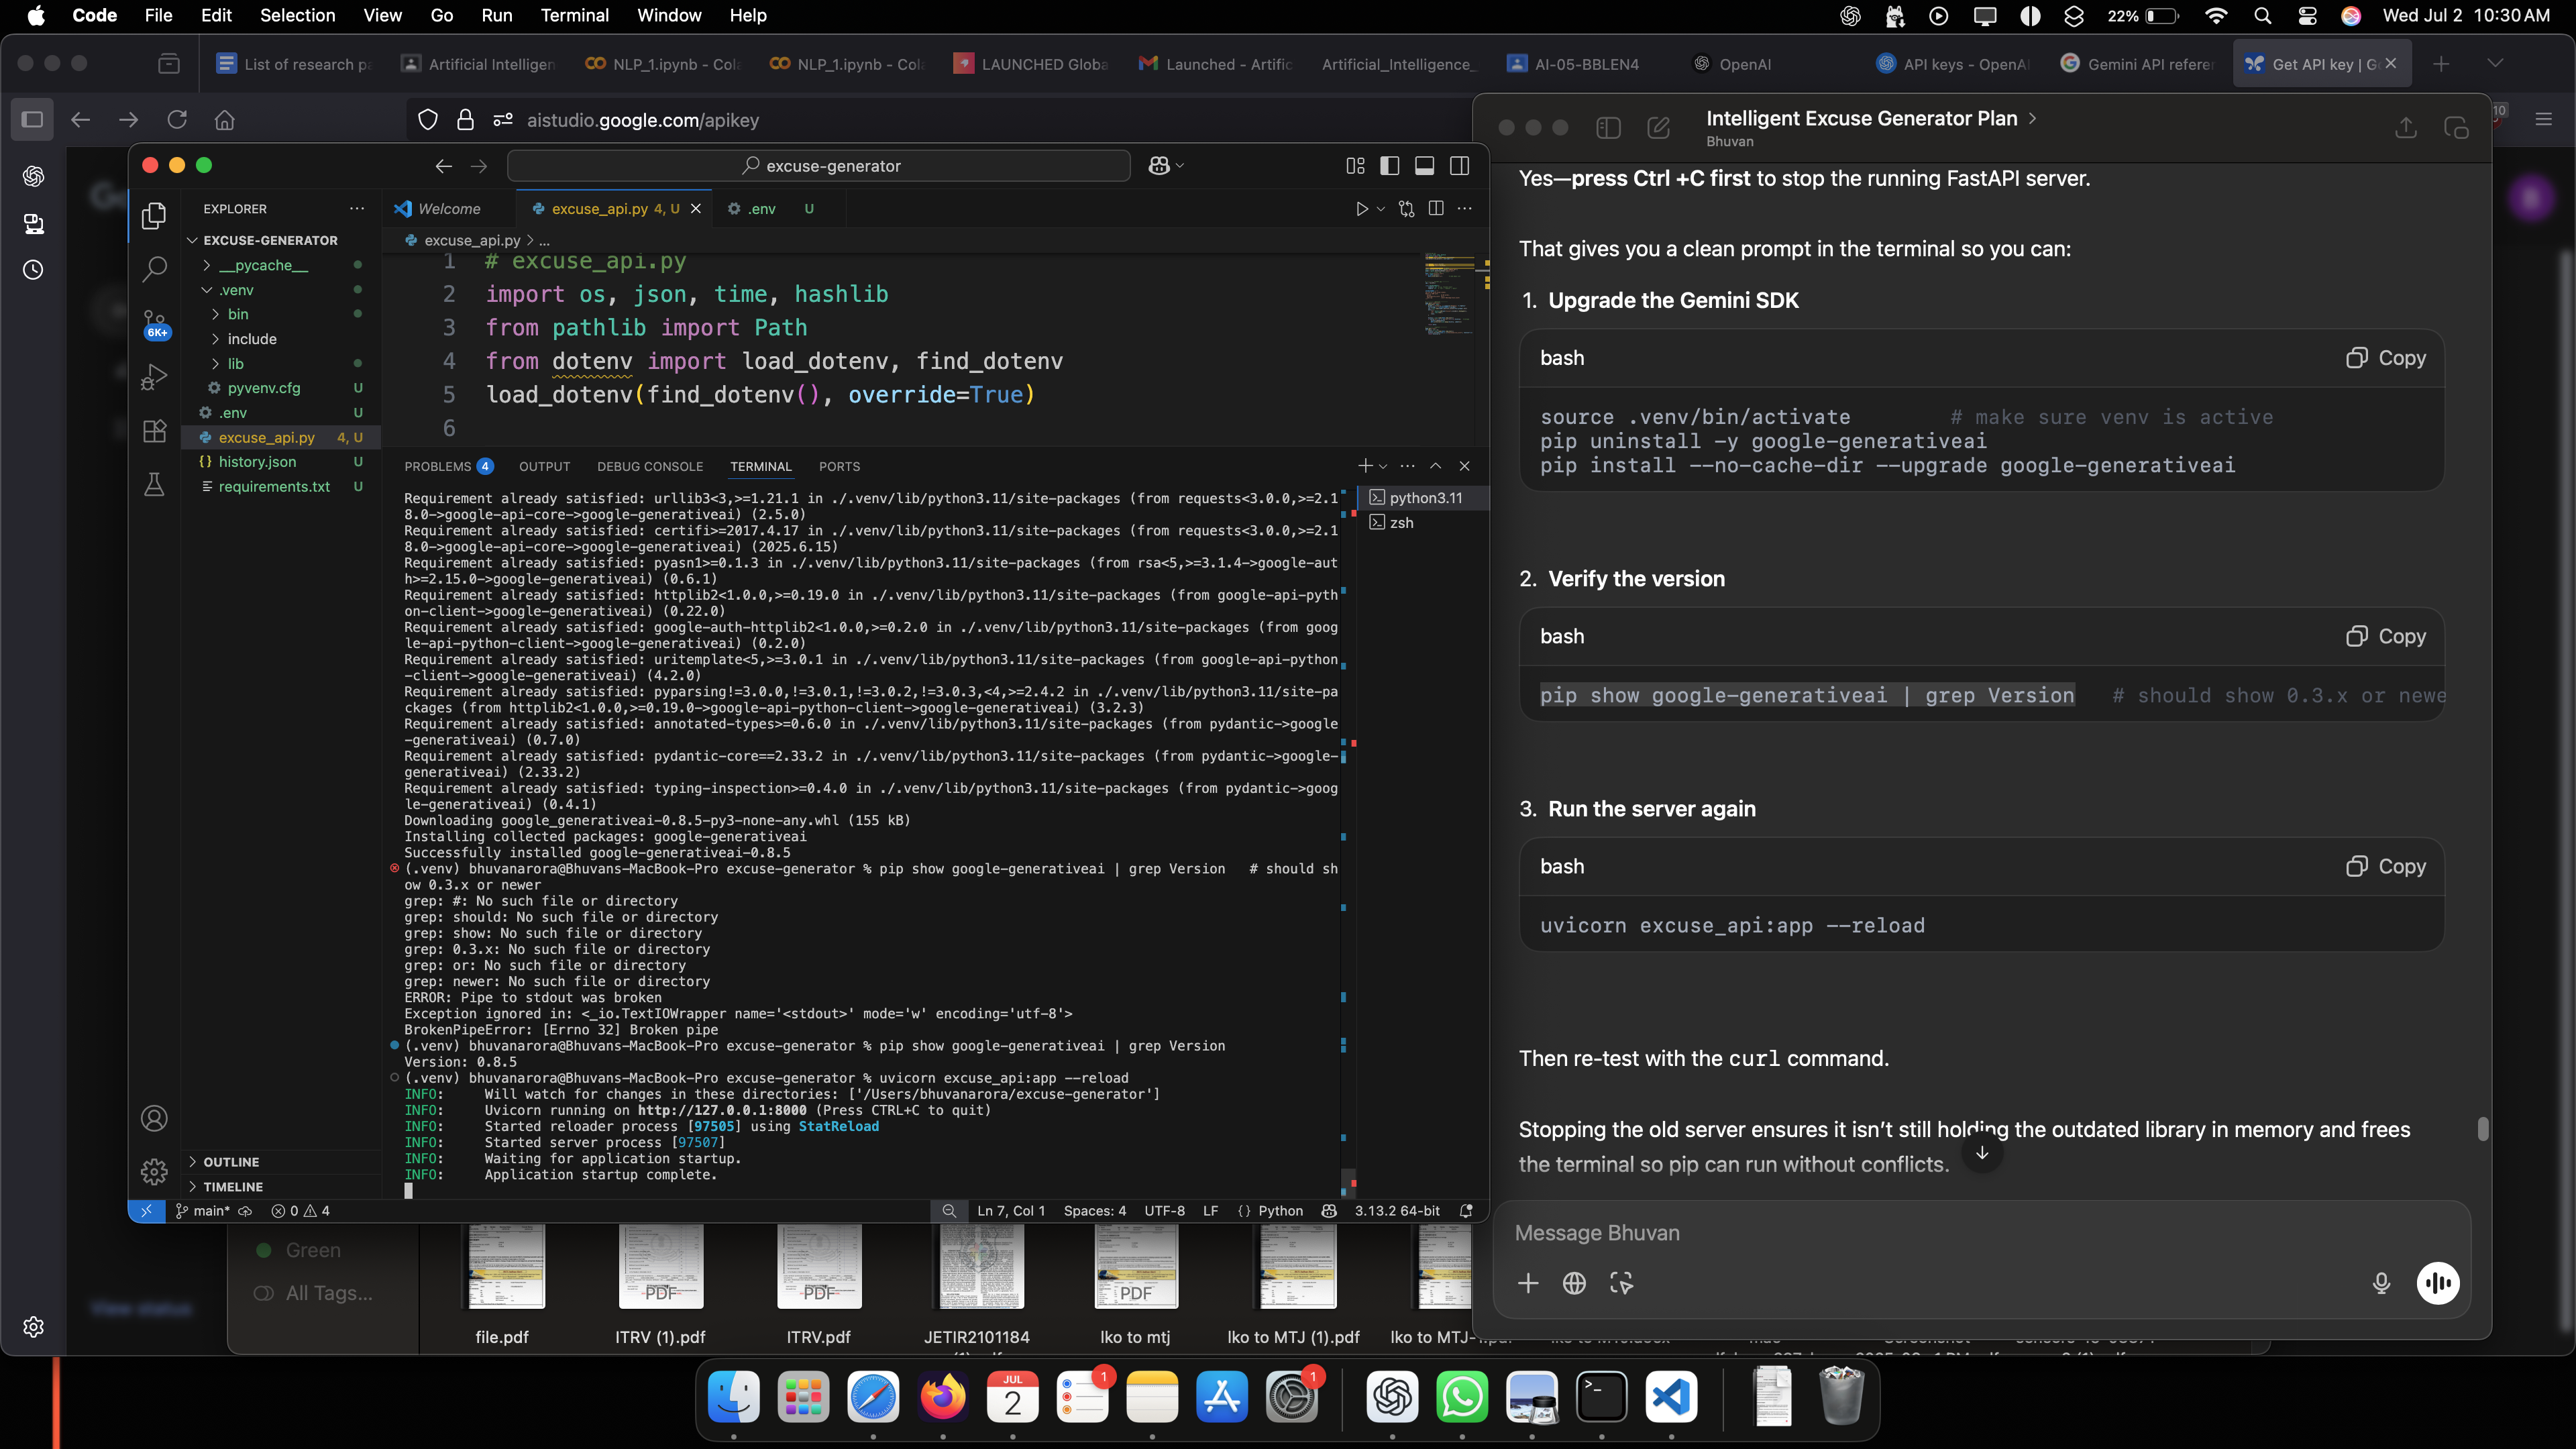 Code File Edit Selection View Go Run Terminal Window Help
22% Wed Jul 2 10:30 AM
List of research pa
Artificial Intelligen
NLP_1.ipynb - Col
NLP_1.ipynb - Col
LAUNCHED Globa
Launched - Artific
Artificial_Intelligence_
AI-05-BBLEN4
OpenAI
API keys - OpenA
Gemini API referer
Get API key | G
aistudio.google.com/apikey
Intelligent Excuse Generator Plan
Bhuvan
10
excuse-generator
EXPLORER
EXCUSE-GENERATOR
__pycache__
.venv
bin
include
lib
pyvenv.cfg U
.env U
excuse_api.py 4, U
history.json U
requirements.txt U
6K+
OUTLINE
TIMELINE
Welcome
excuse_api.py 4, U
.env U
excuse_api.py > ...
1 # excuse_api.py
2 import os, json, time, hashlib
3 from pathlib import Path
4 from dotenv import load_dotenv, find_dotenv
5 load_dotenv(find_dotenv(), override=True)
6
PROBLEMS 4 OUTPUT DEBUG CONSOLE TERMINAL PORTS
python3.11
zsh
Requirement already satisfied: urllib3<3,>=1.21.1 in ./.venv/lib/python3.11/site-packages (from requests<3.0.0,>=2.1
8.0->google-api-core->google-generativeai) (2.5.0)
Requirement already satisfied: certifi>=2017.4.17 in ./.venv/lib/python3.11/site-packages (from requests<3.0.0,>=2.1
8.0->google-api-core->google-generativeai) (2025.6.15)
Requirement already satisfied: pyasn1>=0.1.3 in ./.venv/lib/python3.11/site-packages (from rsa<5,>=3.1.4->google-aut
h>=2.15.0->google-generativeai) (0.6.1)
Requirement already satisfied: httplib2<1.0.0,>=0.19.0 in ./.venv/lib/python3.11/site-packages (from google-api-pyth
on-client->google-generativeai) (0.22.0)
Requirement already satisfied: google-auth-httplib2<1.0.0,>=0.2.0 in ./.venv/lib/python3.11/site-packages (from goog
le-api-python-client->google-generativeai) (0.2.0)
Requirement already satisfied: uritemplate<5,>=3.0.1 in ./.venv/lib/python3.11/site-packages (from google-api-python
-client->google-generativeai) (4.2.0)
Requirement already satisfied: pyparsing!=3.0.0,!=3.0.1,!=3.0.2,!=3.0.3,<4,>=2.4.2 in ./.venv/lib/python3.11/site-pa
ckages (from httplib2<1.0.0,>=0.19.0->google-api-python-client->google-generativeai) (3.2.3)
Requirement already satisfied: annotated-types>=0.6.0 in ./.venv/lib/python3.11/site-packages (from pydantic->google
-generativeai) (0.7.0)
Requirement already satisfied: pydantic-core==2.33.2 in ./.venv/lib/python3.11/site-packages (from pydantic->google-
generativeai) (2.33.2)
Requirement already satisfied: typing-inspection>=0.4.0 in ./.venv/lib/python3.11/site-packages (from pydantic->goog
le-generativeai) (0.4.1)
Downloading google_generativeai-0.8.5-py3-none-any.whl (155 kB)
Installing collected packages: google-generativeai
Successfully installed google-generativeai-0.8.5
(.venv) bhuvanarora@Bhuvans-MacBook-Pro excuse-generator % pip show google-generativeai | grep Version # should sh
ow 0.3.x or newer
grep: #: No such file or directory
grep: should: No such file or directory
grep: show: No such file or directory
grep: 0.3.x: No such file or directory
grep: or: No such file or directory
grep: newer: No such file or directory
ERROR: Pipe to stdout was broken
Exception ignored in: <_io.TextIOWrapper name='<stdout>' mode='w' encoding='utf-8'>
BrokenPipeError: [Errno 32] Broken pipe
(.venv) bhuvanarora@Bhuvans-MacBook-Pro excuse-generator % pip show google-generativeai | grep Version
Version: 0.8.5
(.venv) bhuvanarora@Bhuvans-MacBook-Pro excuse-generator % uvicorn excuse_api:app --reload
INFO: Will watch for changes in these directories: ['/Users/bhuvanarora/excuse-generator']
INFO: Uvicorn running on http://127.0.0.1:8000 (Press CTRL+C to quit)
INFO: Started reloader process [97505] using StatReload
INFO: Started server process [97507]
INFO: Waiting for application startup.
INFO: Application startup complete.
main* 0 4 Ln 7, Col 1 Spaces: 4 UTF-8 LF {} Python 3.13.2 64-bit
Yes—press Ctrl +C first to stop the running FastAPI server.
That gives you a clean prompt in the terminal so you can:
1. Upgrade the Gemini SDK
bash Copy
source .venv/bin/activate # make sure venv is active
pip uninstall -y google-generativeai
pip install --no-cache-dir --upgrade google-generativeai
2. Verify the version
bash Copy
pip show google-generativeai | grep Version # should show 0.3.x or newe
3. Run the server again
bash Copy
uvicorn excuse_api:app --reload
Then re-test with the curl command.
Stopping the old server ensures it isn't still holding the outdated library in memory and frees
the terminal so pip can run without conflicts.
Message Bhuvan
View status
Green
All Tags...
PDF
PDF
PDF
file.pdf
ITRV (1).pdf
ITRV.pdf
JETIR2101184
lko to mtj
lko to MTJ (1).pdf
JUL
2
1
1